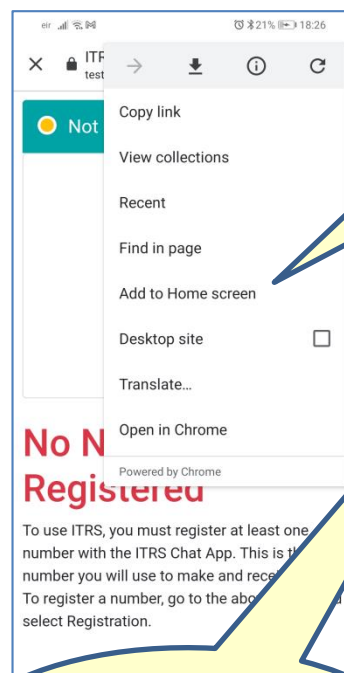 eir 21% 18:26
ITR
test
Not
Copy link
View collections
Recent
Find in page
Add to Home screen
Desktop site
Translate...
Open in Chrome
Powered by Chrome
No N
Registered
To use ITRS, you must register at least one
number with the ITRS Chat App. This is
number you will use to make and
To register a number, go to the
select Registration.